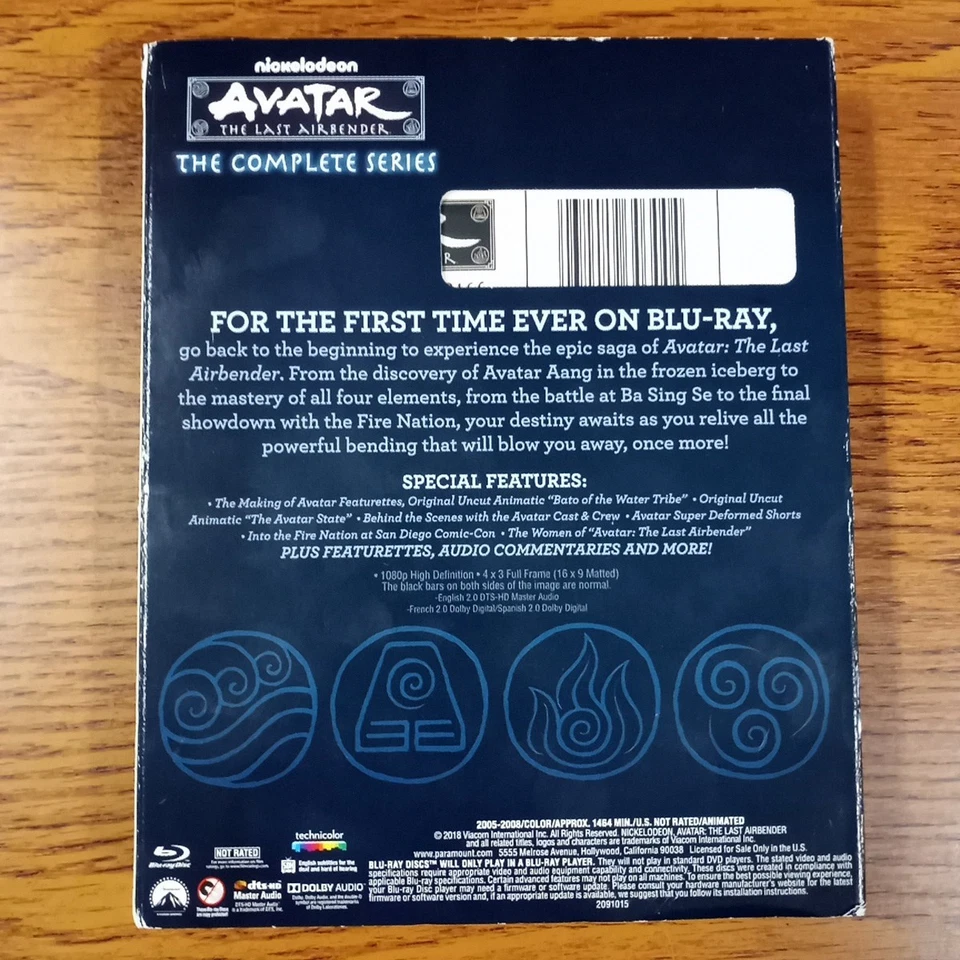 nickelodeon
AVATAR
THE LAST AIRBENDER
THE COMPLETE SERIES
R
FOR THE FIRST TIME EVER ON BLU-RAY,
go back to the beginning to experience the epic saga of Avatar: The Last
Airbender. From the discovery of Avatar Aang in the frozen iceberg to
the mastery of all four elements, from the battle at Ba Sing Se to the final
showdown with the Fire Nation, your destiny awaits as you relive all the
powerful bending that will blow you away, once more!
SPECIAL FEATURES:
• The Making of Avatar Featurettes, Original Uncut Animatic “Bato of the Water Tribe” • Original Uncut
Animatic “The Avatar State” • Behind the Scenes with the Avatar Cast & Crew • Avatar Super Deformed Shorts
• Into the Fire Nation at San Diego Comic-Con • The Women of “Avatar: The Last Airbender”
PLUS FEATURETTES, AUDIO COMMENTARIES AND MORE!
• 1080p High Definition • 4 x 3 Full Frame (16 x 9 Matted)
The black bars on both sides of the image are normal.
-English 2.0 DTS-HD Master Audio
-French 2.0 Dolby Digital/Spanish 2.0 Dolby Digital
2005-2008/COLOR/APPROX. 1464 MIN./U.S. NOT RATED/ANIMATED
© 2018 Viacom International Inc. All Rights Reserved. NICKELODEON, AVATAR: THE LAST AIRBENDER
and all related titles, logos and characters are trademarks of Viacom International Inc.
www.paramount.com 5555 Melrose Avenue, Hollywood, California 90038 Licensed for Sale Only in the U.S.
BLU-RAY DISCS™ WILL ONLY PLAY IN A BLU-RAY PLAYER. They will not play in standard DVD players. The stated video and audio
specifications require appropriate video and audio equipment capability and connectivity. These discs were created in compliance with
applicable Blu-ray specifications. Certain advanced features may not play on all machines. To ensure the best possible viewing experience,
your Blu-ray Disc player may need a firmware or software update. Please consult your hardware manufacturer's website for the latest
firmware or software version and, if an appropriate update is available, we suggest that you follow its installation instructions.
2091015
Blu-ray Disc
NOT RATED
technicolor
English subtitles for the
deaf and hard of hearing
dts-HD
Master Audio
DOLBY AUDIO